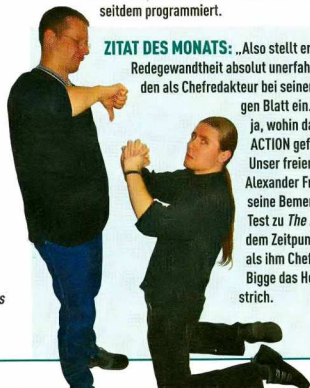 seitdem programmiert.
ZITAT DES MONATS: „Also stellt er
Redegewandtheit absolut unerfah
den als Chefredakteur bei seiner
gen Blatt ein.
ja, wohin da
ACTION gef
Unser freier
Alexander Fr
seine Bemer
Test zu The
dem Zeitpun
als ihm Chef
Bigge das Ho
strich.
s